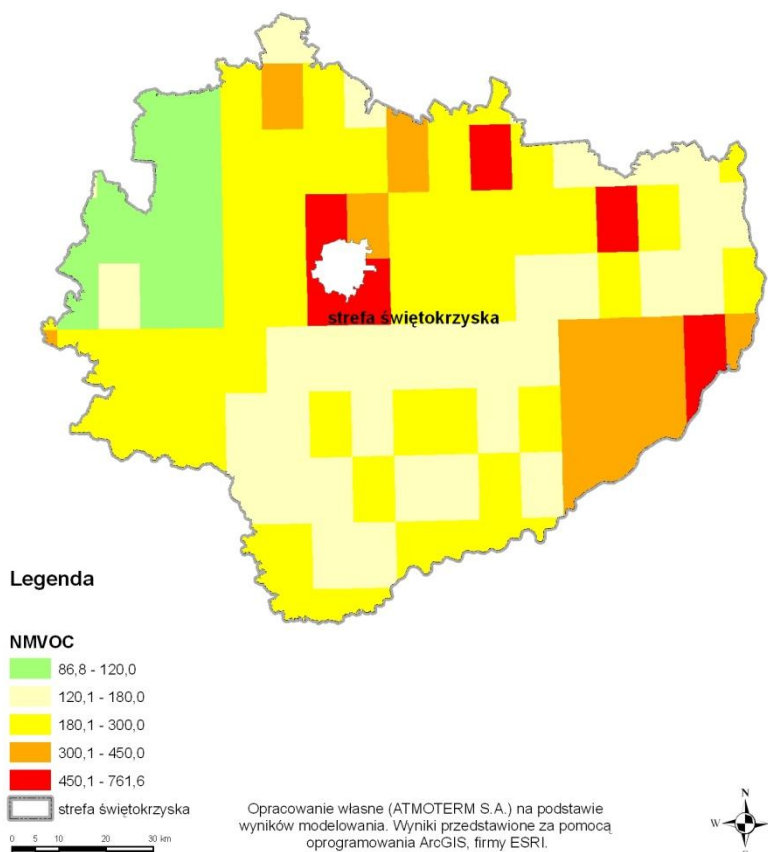 strefa świętokrzyska
Legenda
NMVOC
86,8 - 120,0
120,1 - 180,0
180,1 - 300,0
300,1 - 450,0
450,1 - 761,6
strefa świętokrzyska
0 5 10 20 30 km
Opracowanie własne (ATMOTERM S.A.) na podstawie
wyników modelowania. Wyniki przedstawione za pomocą
oprogramowania ArcGIS, firmy ESRI.
N
W E